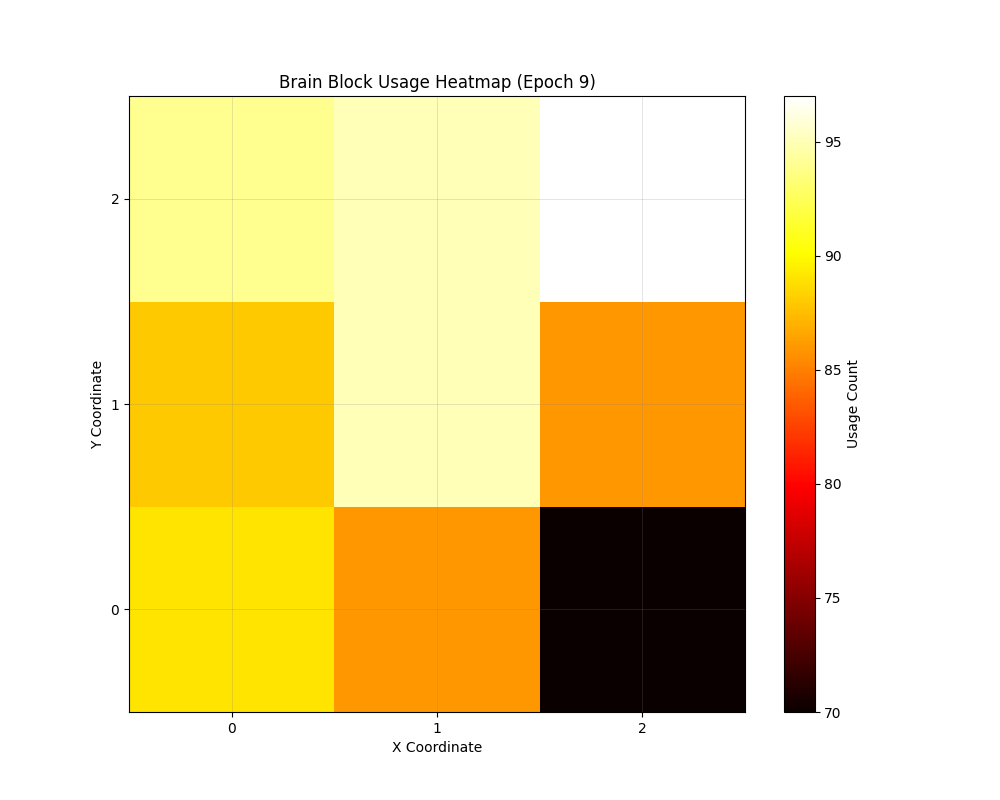 Brain Block Usage Heatmap (Epoch 9)
2
1
0
Y Coordinate
0 1 2
X Coordinate
95
90
85
80
75
70
Usage Count